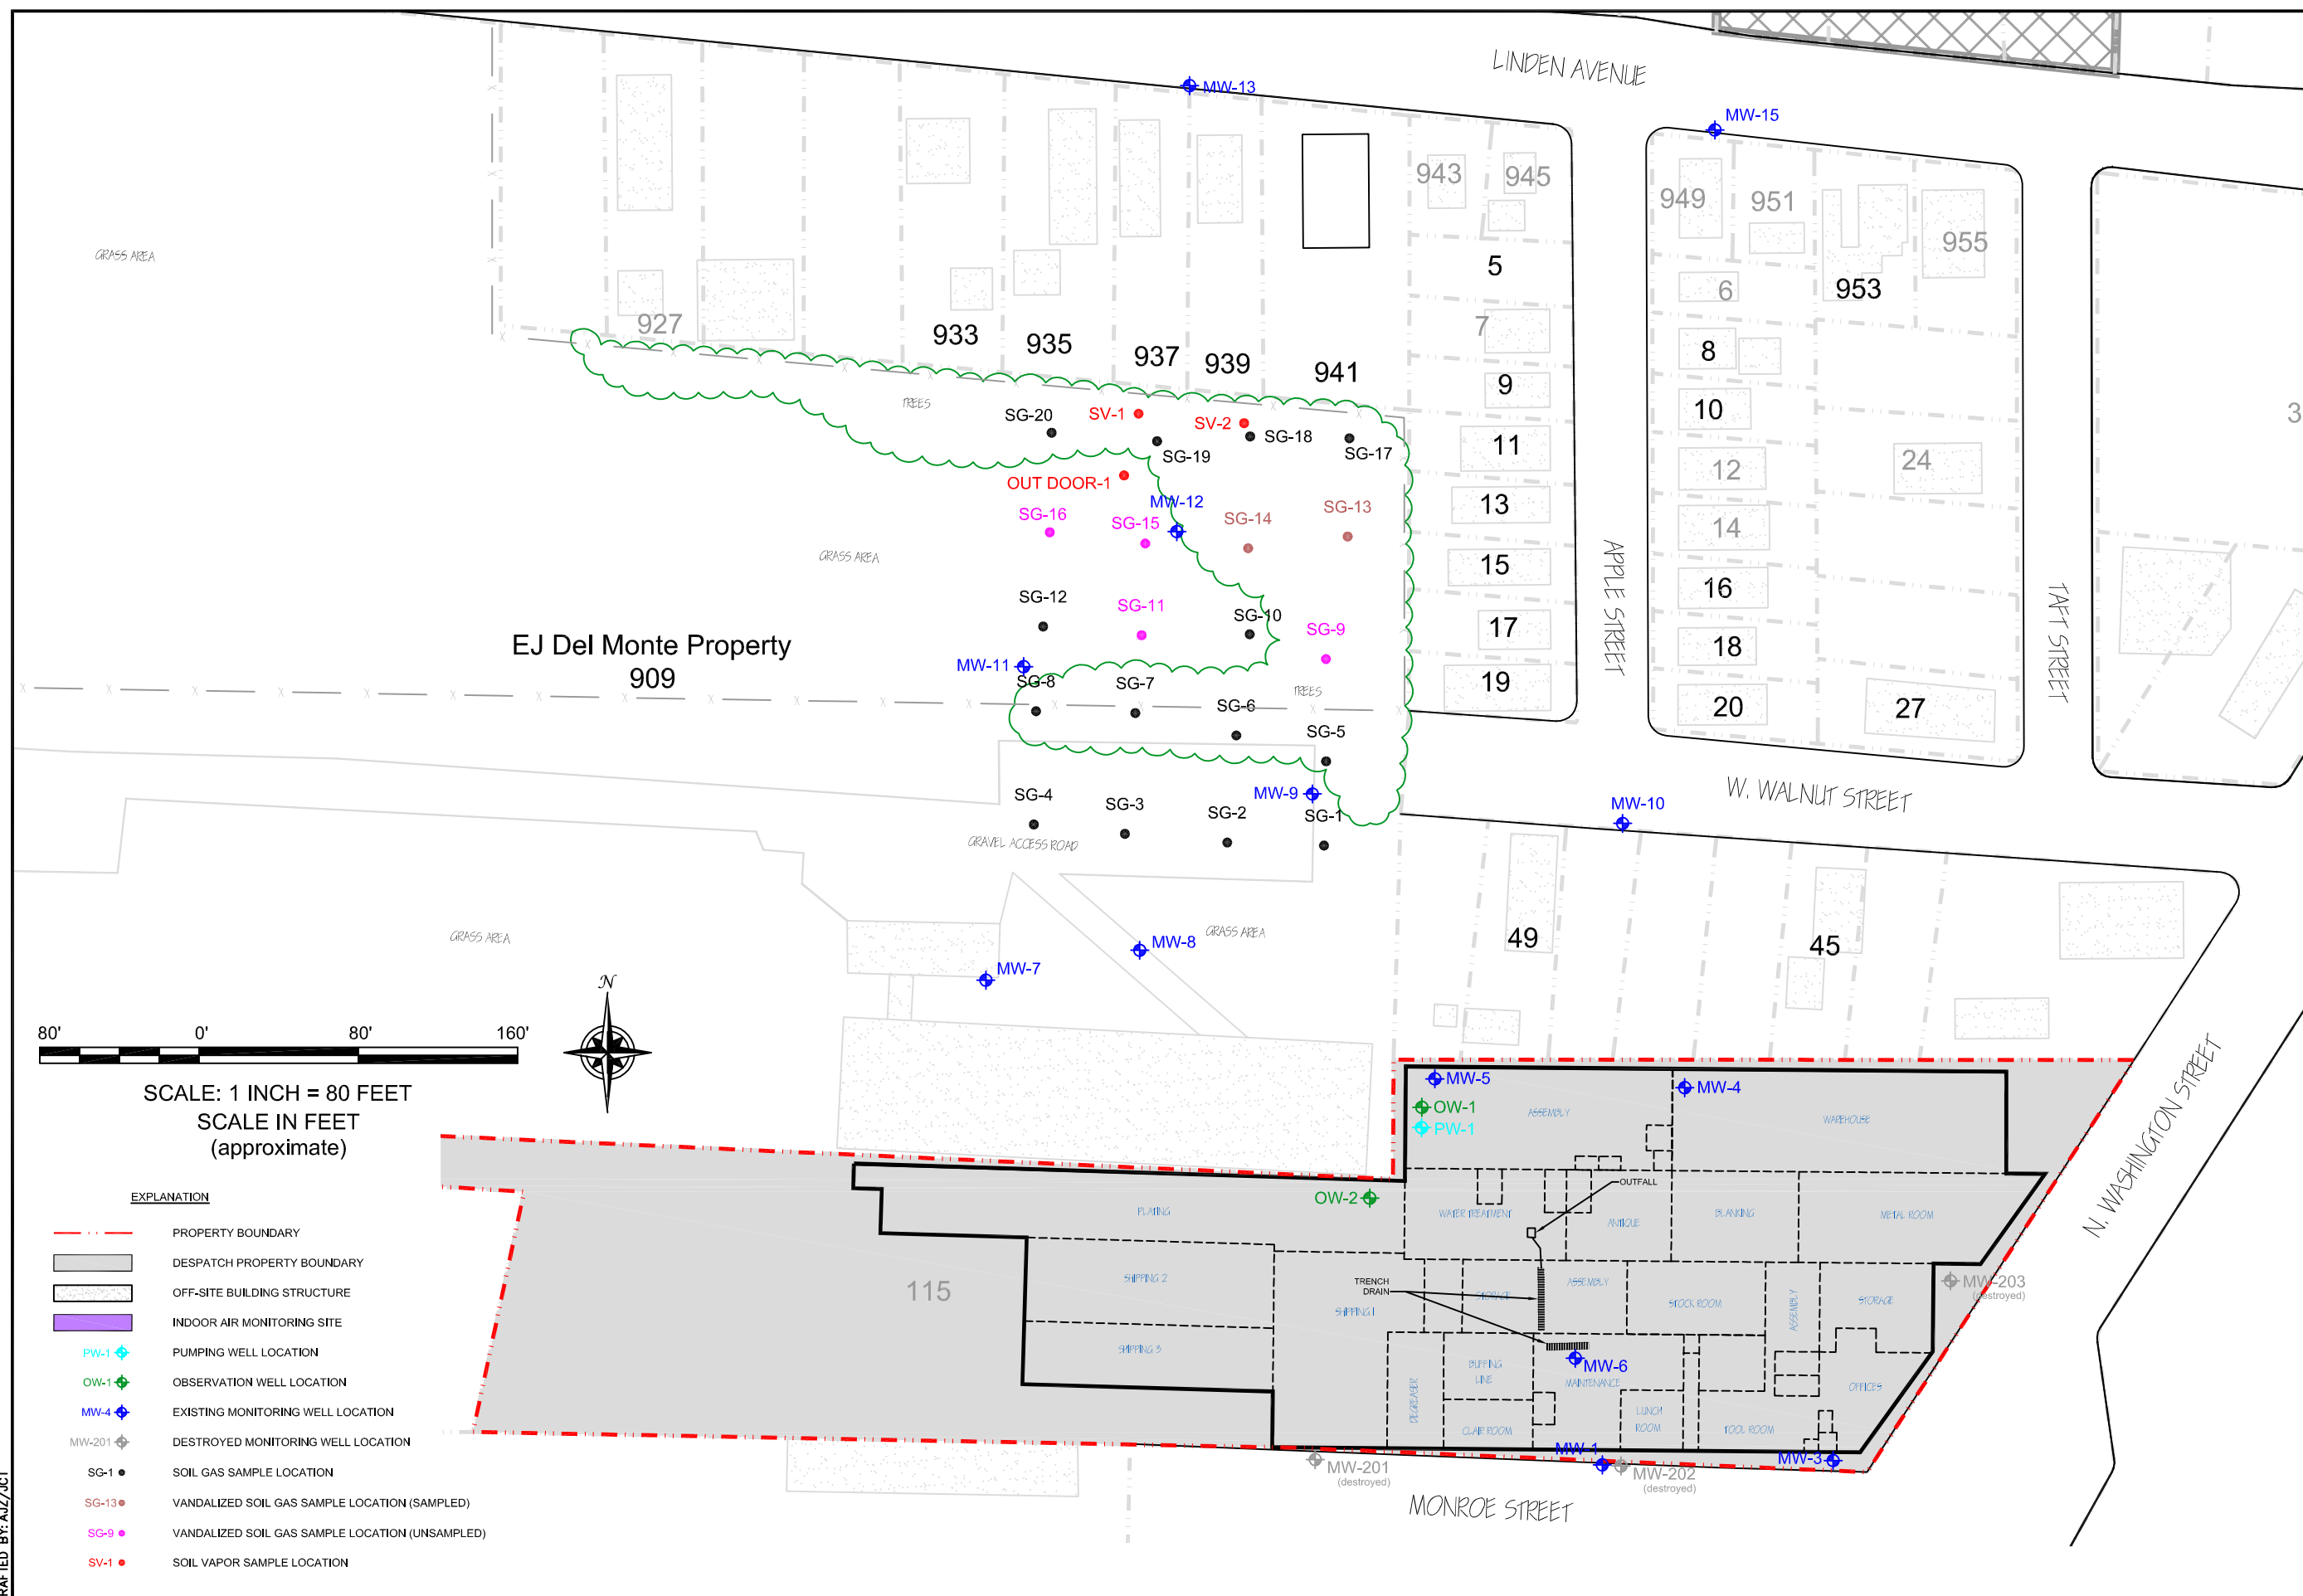 LINDEN AVENUE
MW-13
MW-15
943
945
949
951
955
953
GRASS AREA
5
6
7
8
927
933
935
937
939
941
9
10
TREES
SG-20
SV-1
SV-2
SG-18
SG-17
SG-19
11
12
24
OUT DOOR-1
MW-12
SG-16
SG-15
SG-14
SG-13
13
14
GRASS AREA
15
16
APPLE STREET
TAFT STREET
SG-12
SG-11
SG-10
SG-9
17
18
EJ Del Monte Property
909
MW-11
SG-8
SG-7
SG-6
SG-5
TREES
19
20
27
3
W. WALNUT STREET
SG-4
SG-3
SG-2
MW-9
SG-1
MW-10
GRAVEL ACCESS ROAD
GRASS AREA
GRASS AREA
MW-8
MW-7
49
45
N
80'
0'
80'
160'
SCALE: 1 INCH = 80 FEET
SCALE IN FEET
(approximate)
N. WASHINGTON STREET
MW-5
MW-4
OW-1
PW-1
ASSEMBLY
WAREHOUSE
OUTFALL
OW-2
PLATING
WATER TREATMENT
ANTIQUE
BLANKING
METAL ROOM
115
SHIPPING 2
SHIPPING 1
SHIPPING 3
TRENCH
DRAIN
STORAGE
ASSEMBLY
STOCK ROOM
ASSEMBLY
STORAGE
MW-203
(destroyed)
MW-6
MAINTENANCE
BUFFING
LINE
DEGREASER
CLAIR ROOM
LUNCH
ROOM
TOOL ROOM
OFFICES
MW-1
MW-3
MW-201
(destroyed)
MW-202
(destroyed)
MONROE STREET
EXPLANATION
PROPERTY BOUNDARY
DESPATCH PROPERTY BOUNDARY
OFF-SITE BUILDING STRUCTURE
INDOOR AIR MONITORING SITE
PW-1 PUMPING WELL LOCATION
OW-1 OBSERVATION WELL LOCATION
MW-4 EXISTING MONITORING WELL LOCATION
MW-201 DESTROYED MONITORING WELL LOCATION
SG-1 SOIL GAS SAMPLE LOCATION
SG-13 VANDALIZED SOIL GAS SAMPLE LOCATION (SAMPLED)
SG-9 VANDALIZED SOIL GAS SAMPLE LOCATION (UNSAMPLED)
SV-1 SOIL VAPOR SAMPLE LOCATION
BY: AJZ/JCT